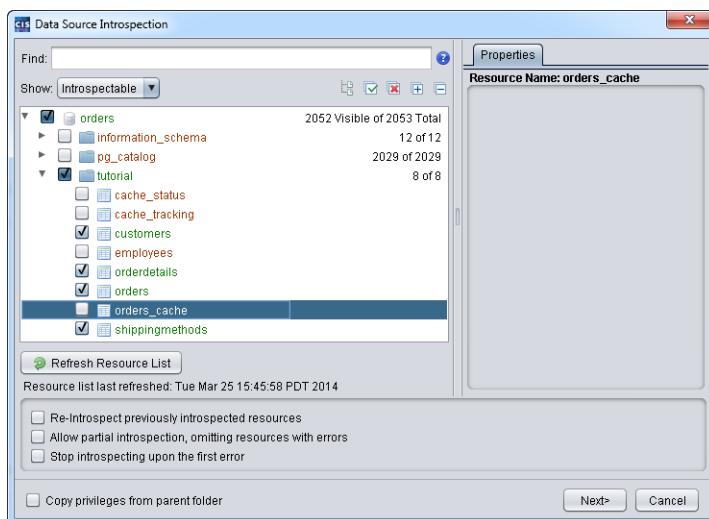 CIS Data Source Introspection
Find:
Show: Introspectable
orders 2052 Visible of 2053 Total
information_schema 12 of 12
pg_catalog 2029 of 2029
tutorial 8 of 8
cache_status
cache_tracking
customers
employees
orderdetails
orders
orders_cache
shippingmethods
Refresh Resource List
Resource list last refreshed: Tue Mar 25 15:45:58 PDT 2014
Properties
Resource Name: orders_cache
Re-Introspect previously introspected resources
Allow partial introspection, omitting resources with errors
Stop introspecting upon the first error
Copy privileges from parent folder
Next>
Cancel